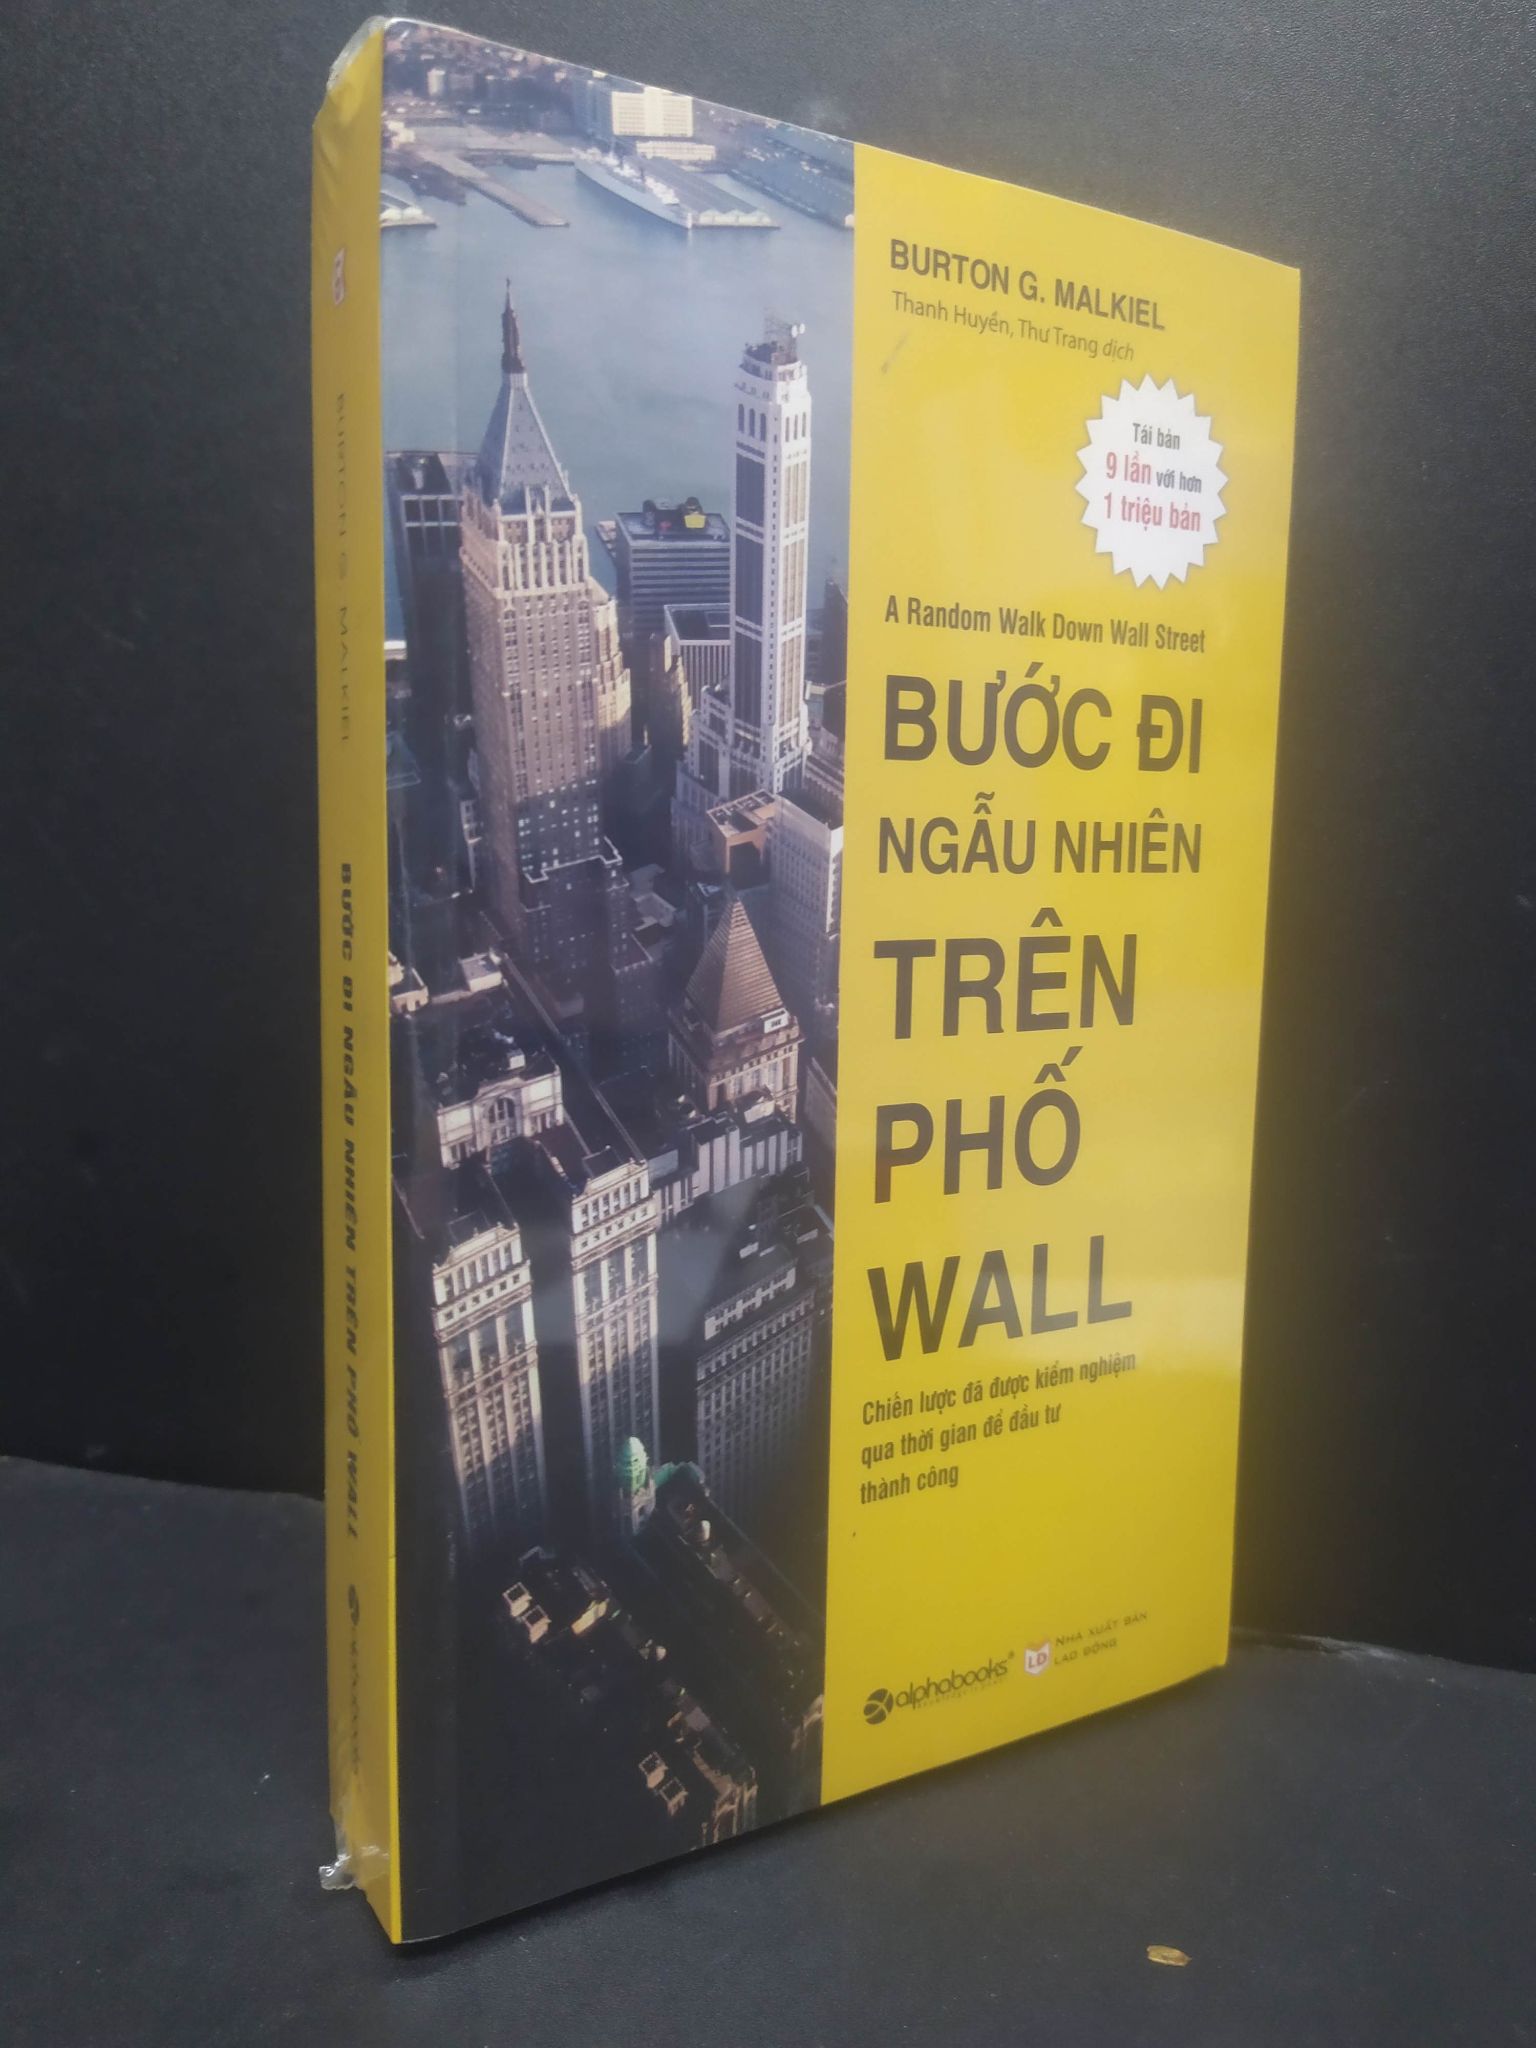 BURTON G. MALKIEL
Thanh Huyền, Thư Trang dịch
Tái bản
9 lần với hơn
1 triệu bản
A Random Walk Down Wall Street
BƯỚC ĐI
NGẪU NHIÊN
TRÊN
PHỐ
WALL
Chiến lược đã được kiểm nghiệm
qua thời gian để đầu tư
thành công
alphabooks®
LĐ
NHÀ XUẤT BẢN
LAO ĐỘNG
BURTON G. MALKIEL
BƯỚC ĐI NGẪU NHIÊN TRÊN PHỐ WALL